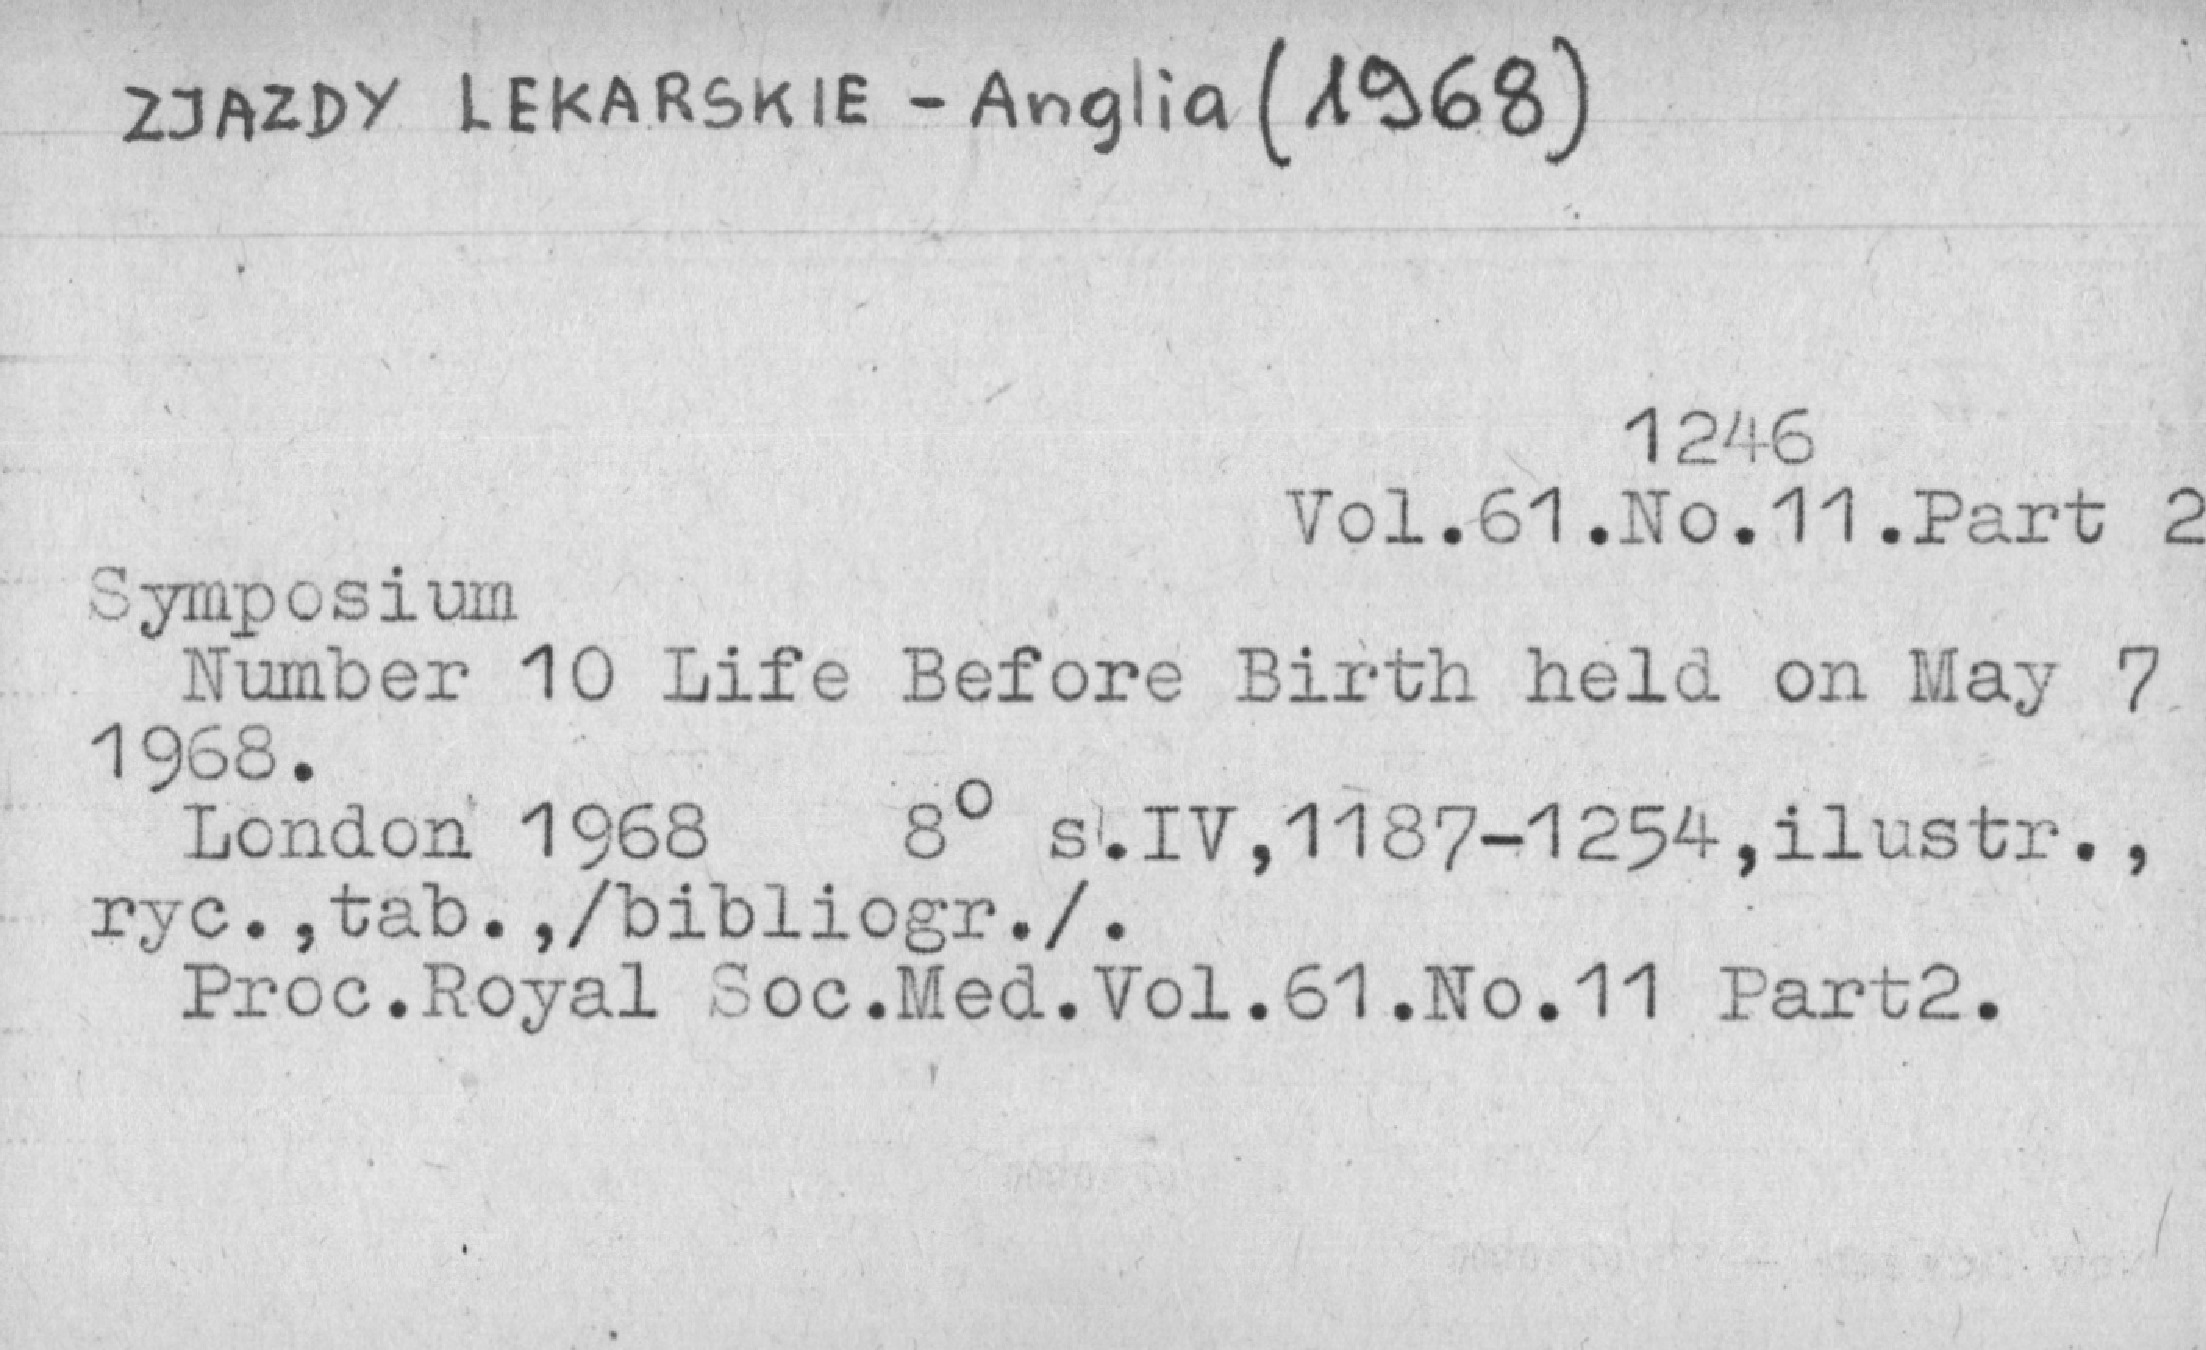 ZJAZDY LEKARSKIE - Anglia (1968)
1246
Vol.61.No.11.Part 2
Symposium
Number 10 Life Before Birth held on May 7
1968.
London 1968 8° s.IV,1187-1254,ilustr.,
ryc.,tab.,/bibliogr./.
Proc.Royal Soc.Med.Vol.61.No.11 Part2.